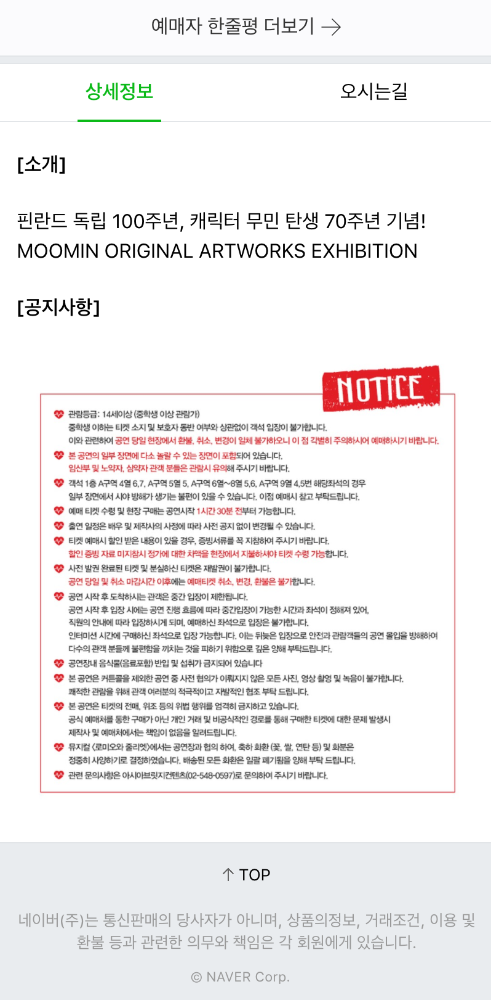 예매자 한줄평 더보기 →
상세정보
오시는길
[소개]
핀란드 독립 100주년, 캐릭터 무민 탄생 70주년 기념!
MOOMIN ORIGINAL ARTWORKS EXHIBITION
[공지사항]
NOTICE
관람등급: 14세이상 (중학생 이상 관람가)
중학생 이하는 티켓 소지 및 보호자 동반 여부와 상관없이 객석 입장이 불가합니다.
이와 관련하여 공연 당일 현장에서 환불, 취소, 변경이 일체 불가하오니 이 점 각별히 주의하시어 예매하시기 바랍니다.
본 공연의 일부 장면에 다소 놀랄 수 있는 장면이 포함되어 있습니다.
임산부 및 노약자, 심약자 관객 분들은 관람시 유의해 주시기 바랍니다.
객석 1층 A구역 4열 6,7, A구역 5열 5, A구역 6열~8열 5,6, A구역 9열 4,5번 해당좌석의 경우
일부 장면에서 시야 방해가 생기는 불편이 있을 수 있습니다. 이점 예매시 참고 부탁드립니다.
예매 티켓 수령 및 현장 구매는 공연시작 1시간 30분 전부터 가능합니다.
출연 일정은 배우 및 제작사의 사정에 따라 사전 공지 없이 변경될 수 있습니다.
티켓 예매시 할인 받은 내용이 있을 경우, 증빙서류를 꼭 지참하여 주시기 바랍니다.
할인 증빙 자료 미지참시 정가에 대한 차액을 현장에서 지불하셔야 티켓 수령 가능합니다.
사전 발권 완료된 티켓 및 분실하신 티켓은 재발권이 불가합니다.
공연 당일 및 취소 마감시간 이후에는 예매티켓 취소, 변경, 환불은 불가합니다.
공연 시작 후 도착하시는 관객은 중간 입장이 제한됩니다.
공연 시작 후 입장 시에는 공연 진행 흐름에 따라 중간입장이 가능한 시간과 좌석이 정해져 있어,
직원의 안내에 따라 입장하시게 되며, 예매하신 좌석으로 입장은 불가합니다.
인터미션 시간에 구매하신 좌석으로 입장 가능합니다. 이는 뒤늦은 입장으로 안전과 관람객들의 공연 몰입을 방해하여
다수의 관객 분들께 불편함을 끼치는 것을 피하기 위함으로 깊은 양해 부탁드립니다.
공연장내 음식물(음료포함) 반입 및 섭취가 금지되어 있습니다
본 공연은 커튼콜을 제외한 공연 중 사전 협의가 이뤄지지 않은 모든 사진, 영상 촬영 및 녹음이 불가합니다.
쾌적한 관람을 위해 관객 여러분의 적극적이고 자발적인 협조 부탁 드립니다.
본 공연은 티켓의 전매, 위조 등의 위법 행위를 엄격히 금지하고 있습니다.
공식 예매처를 통한 구매가 아닌 개인 거래 및 비공식적인 경로를 통해 구매한 티켓에 대한 문제 발생시
제작사 및 예매처에서는 책임이 없음을 알려드립니다.
뮤지컬 <로미오와 줄리엣>에서는 공연장과 협의 하여, 축하 화환 (꽃, 쌀, 연탄 등) 및 화분은
정중히 사양하기로 결정하였습니다. 배송된 모든 화환은 일괄 폐기됨을 양해 부탁 드립니다.
관련 문의사항은 아시아브릿지컨텐츠(02-548-0597)로 문의하여 주시기 바랍니다.
↑ TOP
네이버(주)는 통신판매의 당사자가 아니며, 상품의정보, 거래조건, 이용 및
환불 등과 관련한 의무와 책임은 각 회원에게 있습니다.
© NAVER Corp.